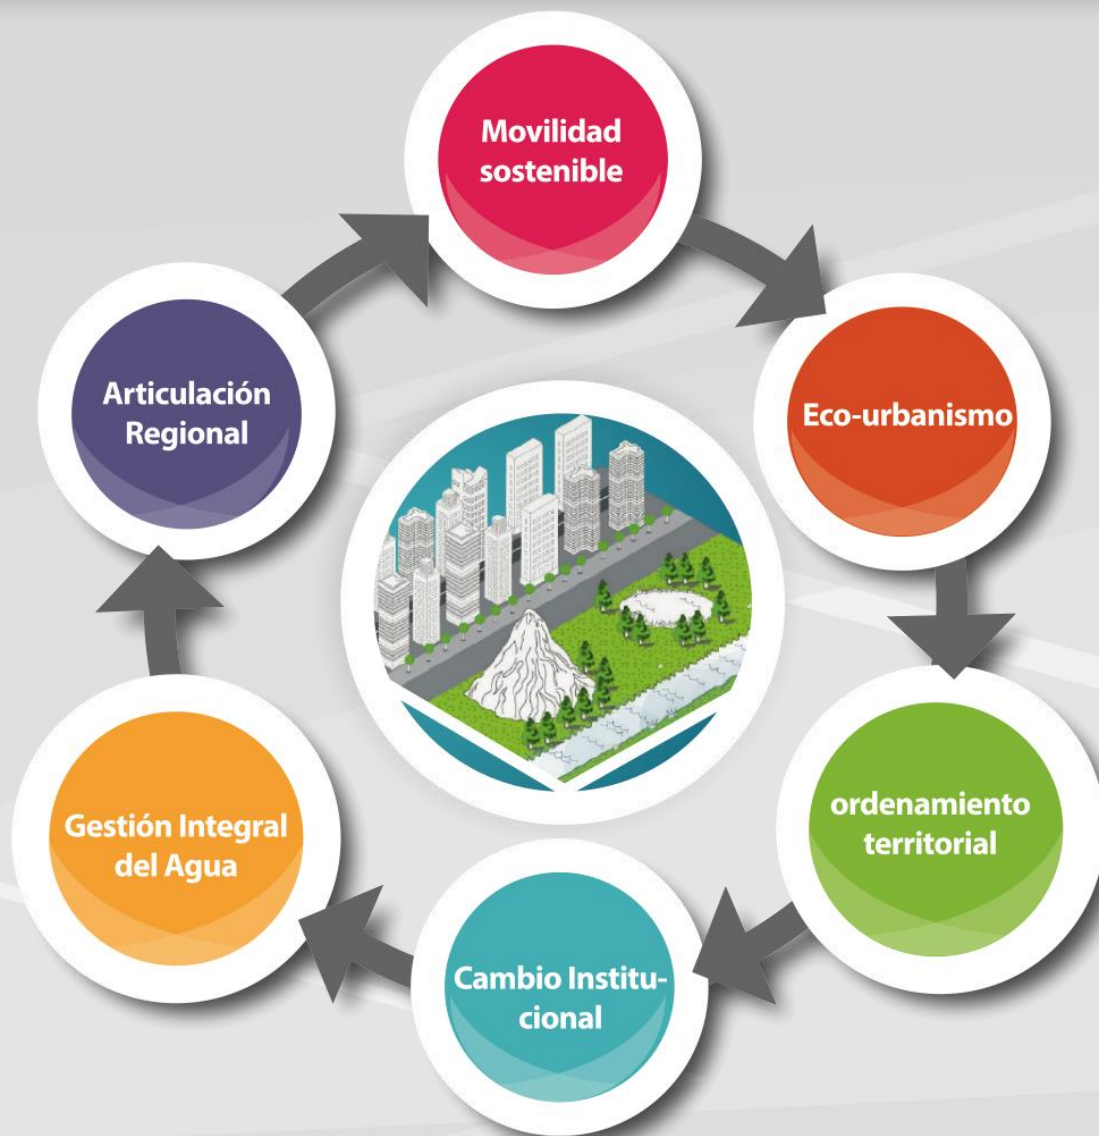 Movilidad
sostenible
Eco-urbanismo
ordenamiento
territorial
Cambio Institu-
cional
Gestión Integral
del Agua
Articulación
Regional